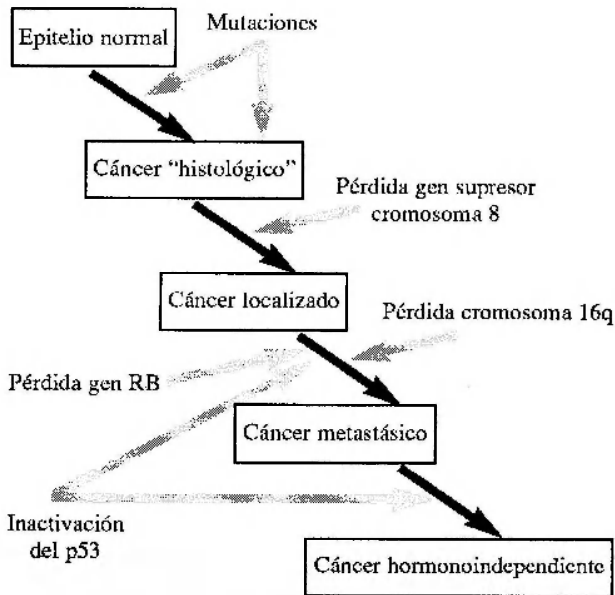 Mutaciones
Epitelio normal
Cáncer “histológico”
Pérdida gen supresor
cromosoma 8
Cáncer localizado
Pérdida cromosoma 16q
Pérdida gen RB
Cáncer metastásico
Inactivación
del p53
Cáncer hormonoindependiente